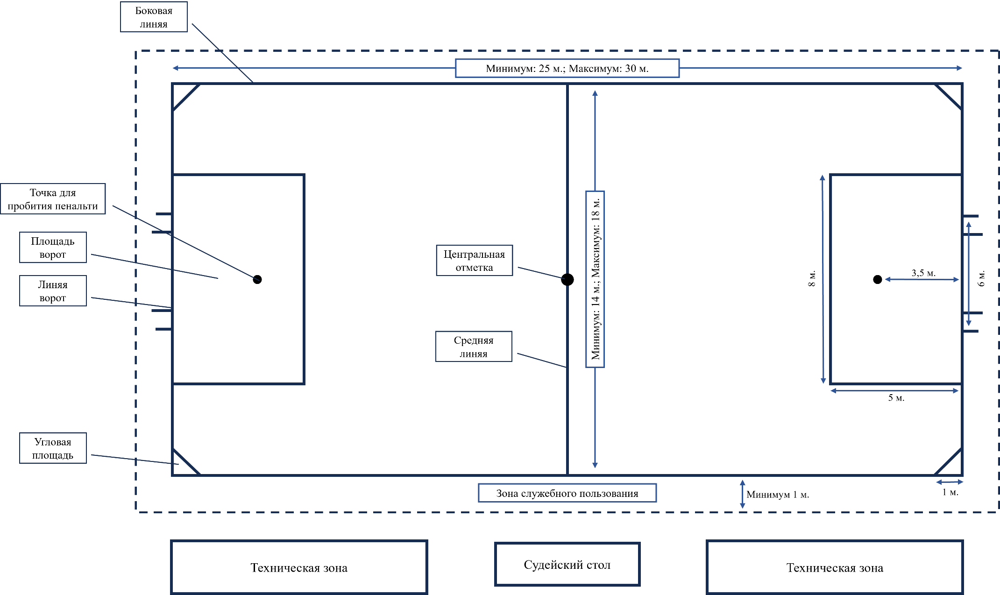 Боковая
линяя
Минимум: 25 м.; Максимум: 30 м.
Точка для
пробития пенальти
Площадь
ворот
Линяя
ворот
Центральная
отметка
Средняя
линяя
Минимум: 14 м.; Максимум: 18 м.
8 м.
3,5 м.
6 м.
5 м.
Угловая
площадь
Зона служебного пользования
Минимум 1 м.
1 м.
Техническая зона
Судейский стол
Техническая зона